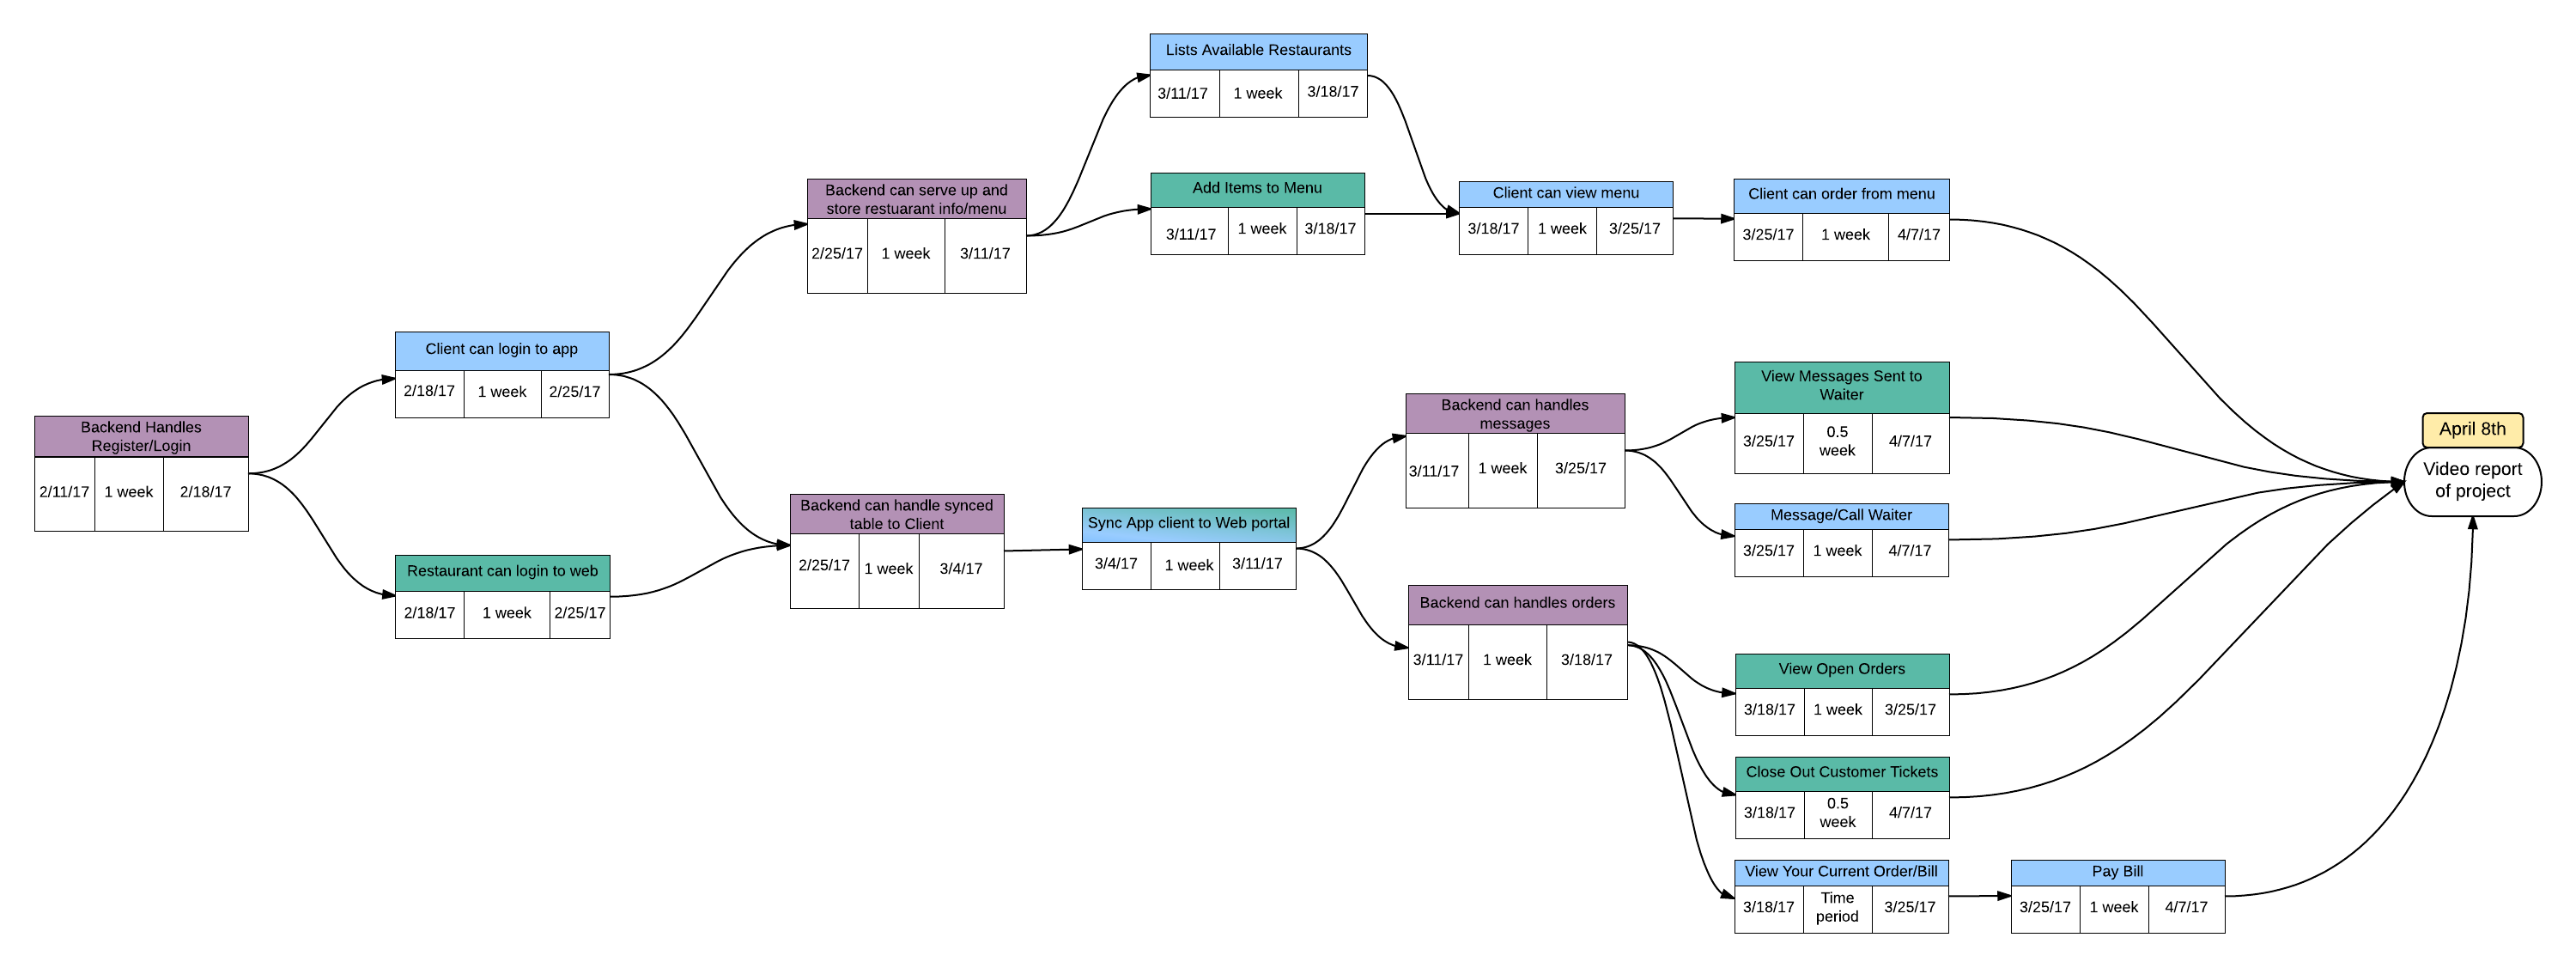 Lists Available Restaurants
3/11/17 1 week 3/18/17
Add Items to Menu
3/11/17 1 week 3/18/17
Backend can serve up and
store restuarant info/menu
2/25/17 1 week 3/11/17
Client can view menu
3/18/17 1 week 3/25/17
Client can order from menu
3/25/17 1 week 4/7/17
Client can login to app
2/18/17 1 week 2/25/17
Backend Handles
Register/Login
2/11/17 1 week 2/18/17
Restaurant can login to web
2/18/17 1 week 2/25/17
Backend can handle synced
table to Client
2/25/17 1 week 3/4/17
Sync App client to Web portal
3/4/17 1 week 3/11/17
Backend can handles
messages
3/11/17 1 week 3/25/17
Backend can handles orders
3/11/17 1 week 3/18/17
View Messages Sent to
Waiter
3/25/17 0.5
week 4/7/17
Message/Call Waiter
3/25/17 1 week 4/7/17
View Open Orders
3/18/17 1 week 3/25/17
Close Out Customer Tickets
3/18/17 0.5
week 4/7/17
View Your Current Order/Bill
3/18/17 Time
period 3/25/17
Pay Bill
3/25/17 1 week 4/7/17
April 8th
Video report
of project